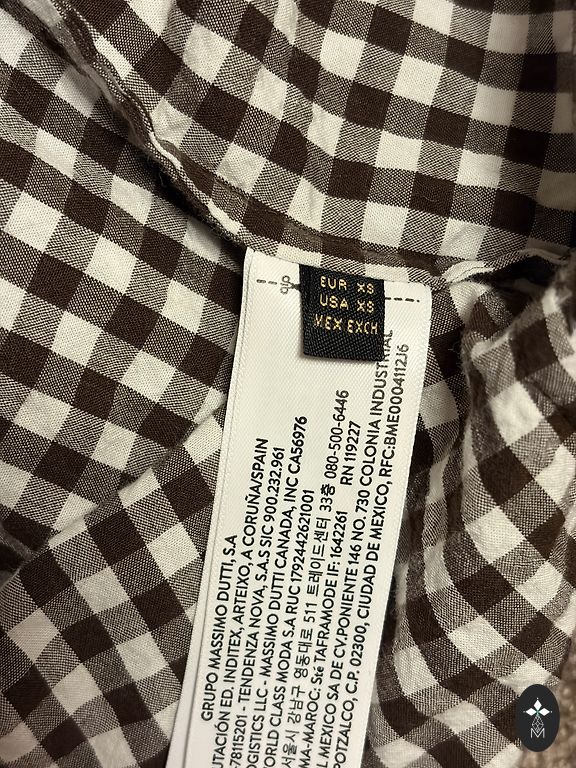 EUR XS
USA XS
MEX EXCH
GRUPO MASSIMO DUTTI, S.A
UTACIÓN ED. INDITEX, ARTEIXO, A CORUÑA/SPAIN
78115201 - TENDENZA NOVA, S.A.S SIC 900.232.961
OGISTICS LLC - MASSIMO DUTTI CANADA, INC CA56976
ORLD CLASS MODA S.A RUC 1792442621001
서울시 강남구 영동대로 511 트레이드센터 33층 080-500-6446
MA-MAROC: Ste TAFRAMODE IF: 1642261 RN 119227
L MEXICO SA DE CV.PONIENTE 146 NO. 730 COLONIA INDUSTRIAL
POTZALCO, C.P. 02300, CIUDAD DE MEXICO, RFC:BME0004112J6
M